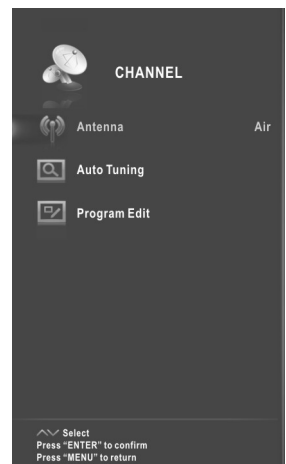 CHANNEL
Antenna Air
Auto Tuning
Program Edit
Select
Press “ENTER” to confirm
Press “MENU” to return